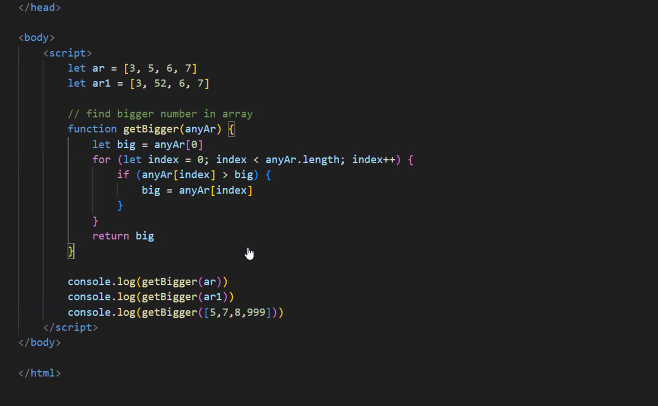 </head>
<body>
<script>
let ar = [3, 5, 6, 7]
let ar1 = [3, 52, 6, 7]
// find bigger number in array
function getBigger(anyAr) {
let big = anyAr[0]
for (let index = 0; index < anyAr.length; index++) {
if (anyAr[index] > big) {
big = anyAr[index]
}
}
return big
}
console.log(getBigger(ar))
console.log(getBigger(ar1))
console.log(getBigger([5,7,8,999]))
</script>
</body>
</html>